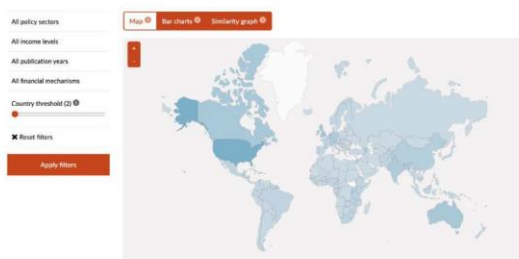 All policy sectors
All income levels
All publication years
All financial mechanisms
Country threshold (2)
✖ Reset filters
Apply filters
Map
Bar charts
Similarity graph
+
-